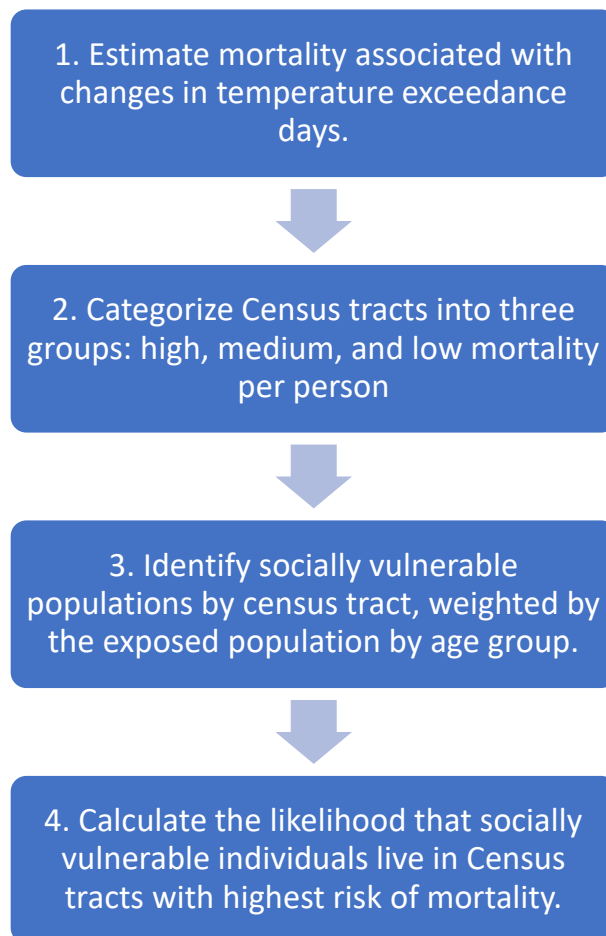 1. Estimate mortality associated with
changes in temperature exceedance
days.
2. Categorize Census tracts into three
groups: high, medium, and low mortality
per person
3. Identify socially vulnerable
populations by census tract, weighted by
the exposed population by age group.
4. Calculate the likelihood that socially
vulnerable individuals live in Census
tracts with highest risk of mortality.